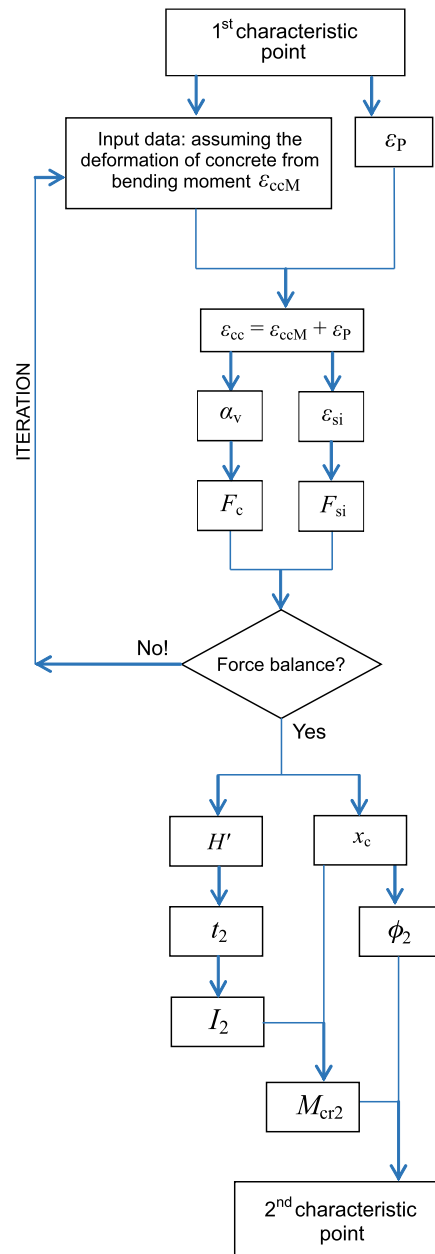 1st characteristic
point
Input data: assuming the
deformation of concrete from
bending moment εccM
εP
εcc = εccM + εP
αv
εsi
Fc
Fsi
ITERATION
No!
Force balance?
Yes
H′
xc
t2
ϕ2
I2
Mcr2
2nd characteristic
point